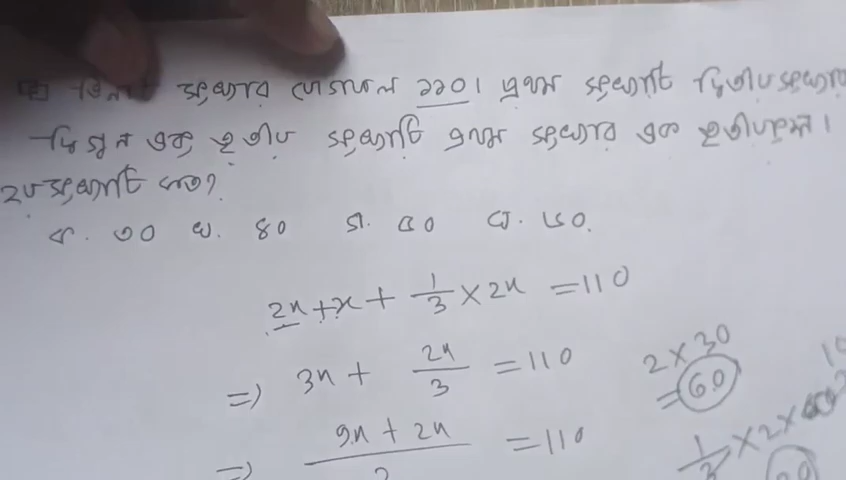 সংখ্যার যোগফল ১১০। প্রথম সংখ্যাটি দ্বিতীয় সংখ্যার
দ্বিগুন এবং তৃতীয় সংখ্যাটি প্রথম সংখ্যার এক তৃতীয়াংশ।
২য় সংখ্যাটি কত?
ক. ৩০ খ. ৪০ গ. ৫০ ঘ. ৬০.
2x + x + 1/3 × 2x = 110
=> 3x + 2x/3 = 110
2 × 30
= 60
=> 9x + 2x / 3 = 110